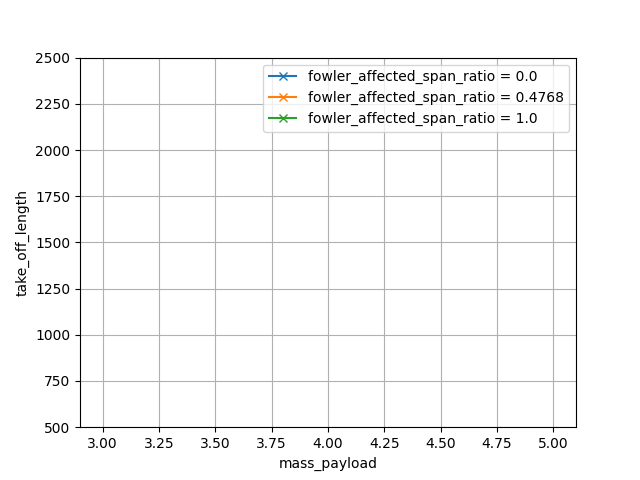 2500
2250
2000
1750
1500
1250
1000
750
500
take_off_length
fowler_affected_span_ratio = 0.0
fowler_affected_span_ratio = 0.4768
fowler_affected_span_ratio = 1.0
3.00 3.25 3.50 3.75 4.00 4.25 4.50 4.75 5.00
mass_payload